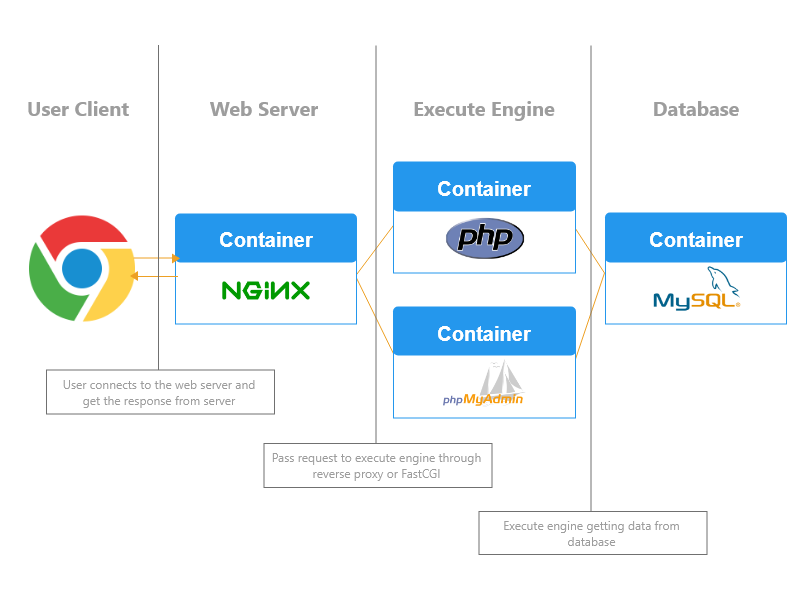 User Client
Web Server
Execute Engine
Database
Container
php
Container
NGiNX
Container
MySQL®
Container
phpMyAdmin
User connects to the web server and
get the response from server
Pass request to execute engine through
reverse proxy or FastCGI
Execute engine getting data from
database